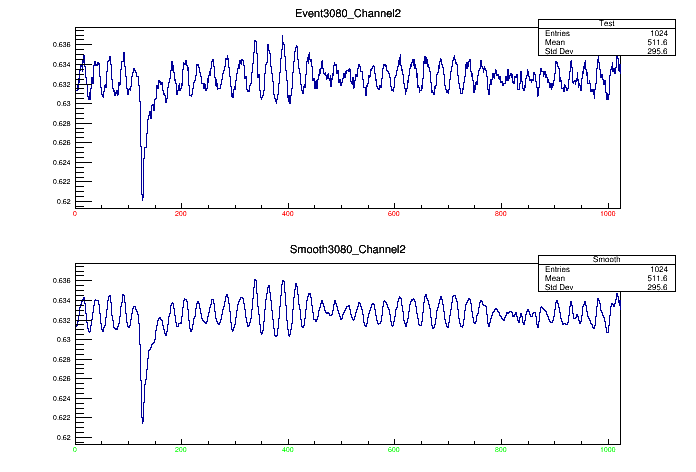 Event3080_Channel2
Test
Entries 1024
Mean 511.6
Std Dev 295.6
0.636
0.634
0.632
0.63
0.628
0.626
0.624
0.622
0.62
0 200 400 600 800 1000
Smooth3080_Channel2
Smooth
Entries 1024
Mean 511.6
Std Dev 295.6
0.636
0.634
0.632
0.63
0.628
0.626
0.624
0.622
0.62
0 200 400 600 800 1000